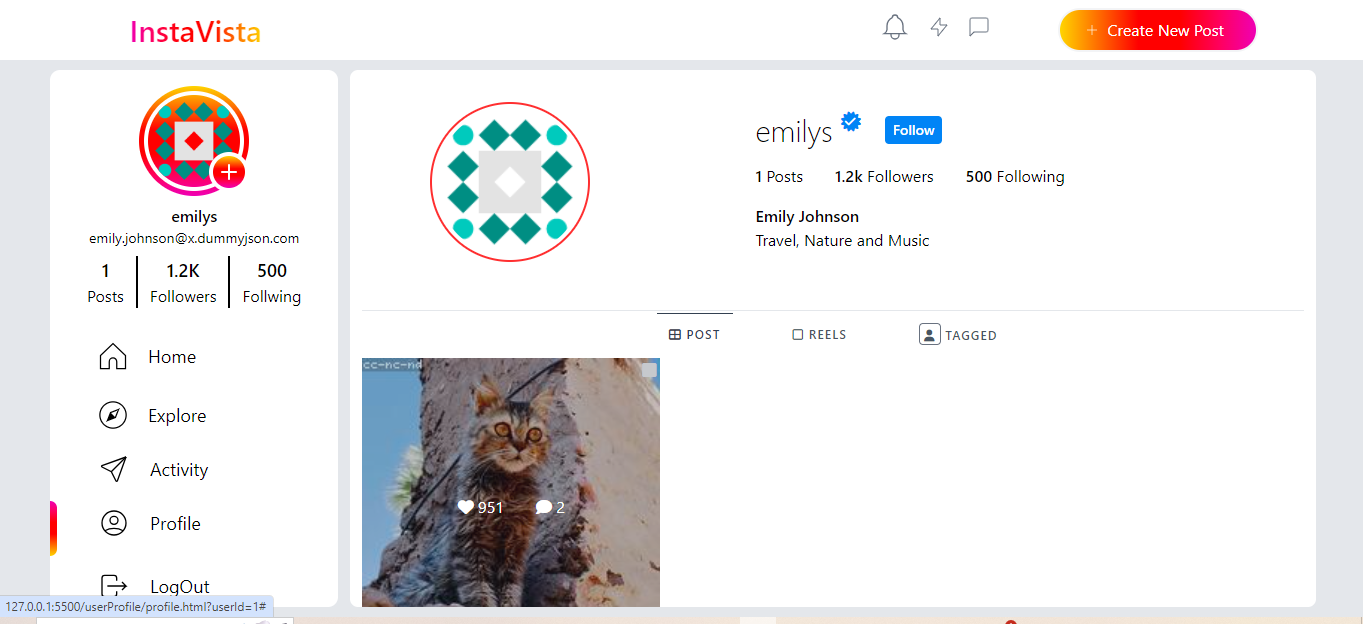 InstaVista
+ Create New Post
emilys
emily.johnson@x.dummyjson.com
1 1.2K 500
Posts Followers Follwing
Home
Explore
Activity
Profile
LogOut
emilys Follow
1 Posts 1.2k Followers 500 Following
Emily Johnson
Travel, Nature and Music
POST REELS TAGGED
cc-nc-nd
951 2
127.0.0.1:5500/userProfile/profile.html?userId=1#